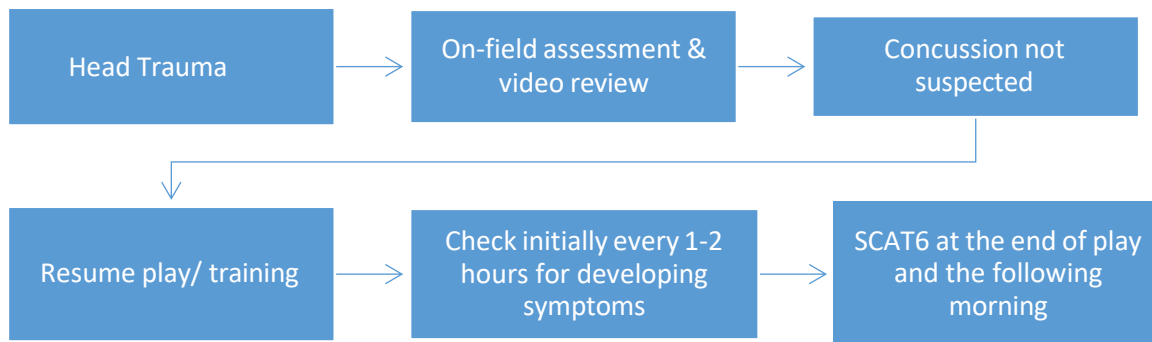 Head Trauma
On-field assessment &
video review
Concussion not
suspected
Resume play/ training
Check initially every 1-2
hours for developing
symptoms
SCAT6 at the end of play
and the following
morning